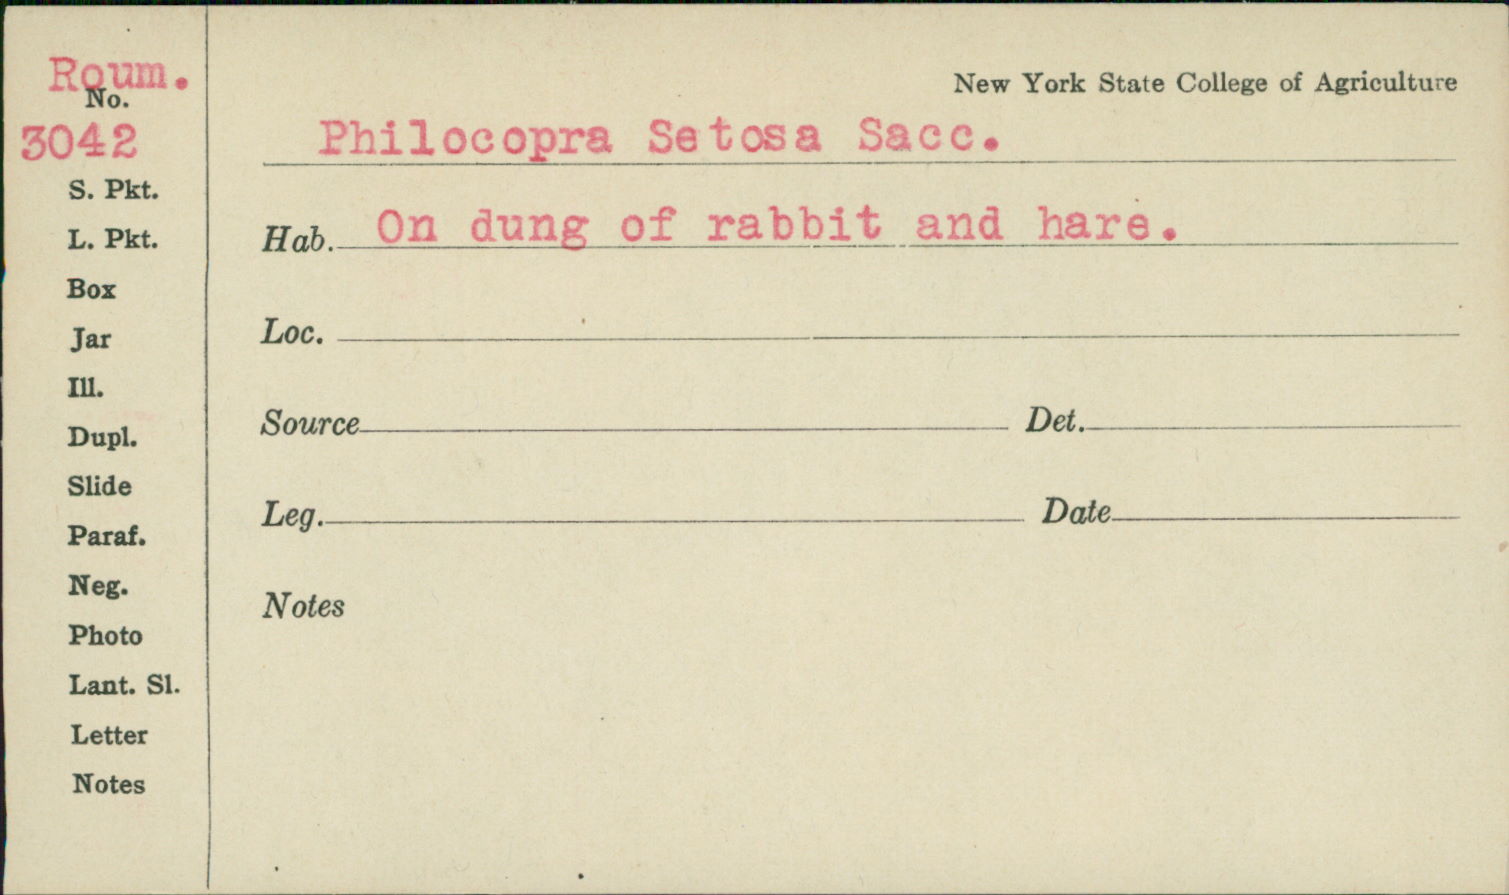 Roum.
No.
3042
S. Pkt.
L. Pkt.
Box
Jar
Ill.
Dupl.
Slide
Paraf.
Neg.
Photo
Lant. Sl.
Letter
Notes
New York State College of Agriculture
Philocopra Setosa Sacc.
Hab. On dung of rabbit and hare.
Loc.
Source Det.
Leg. Date
Notes